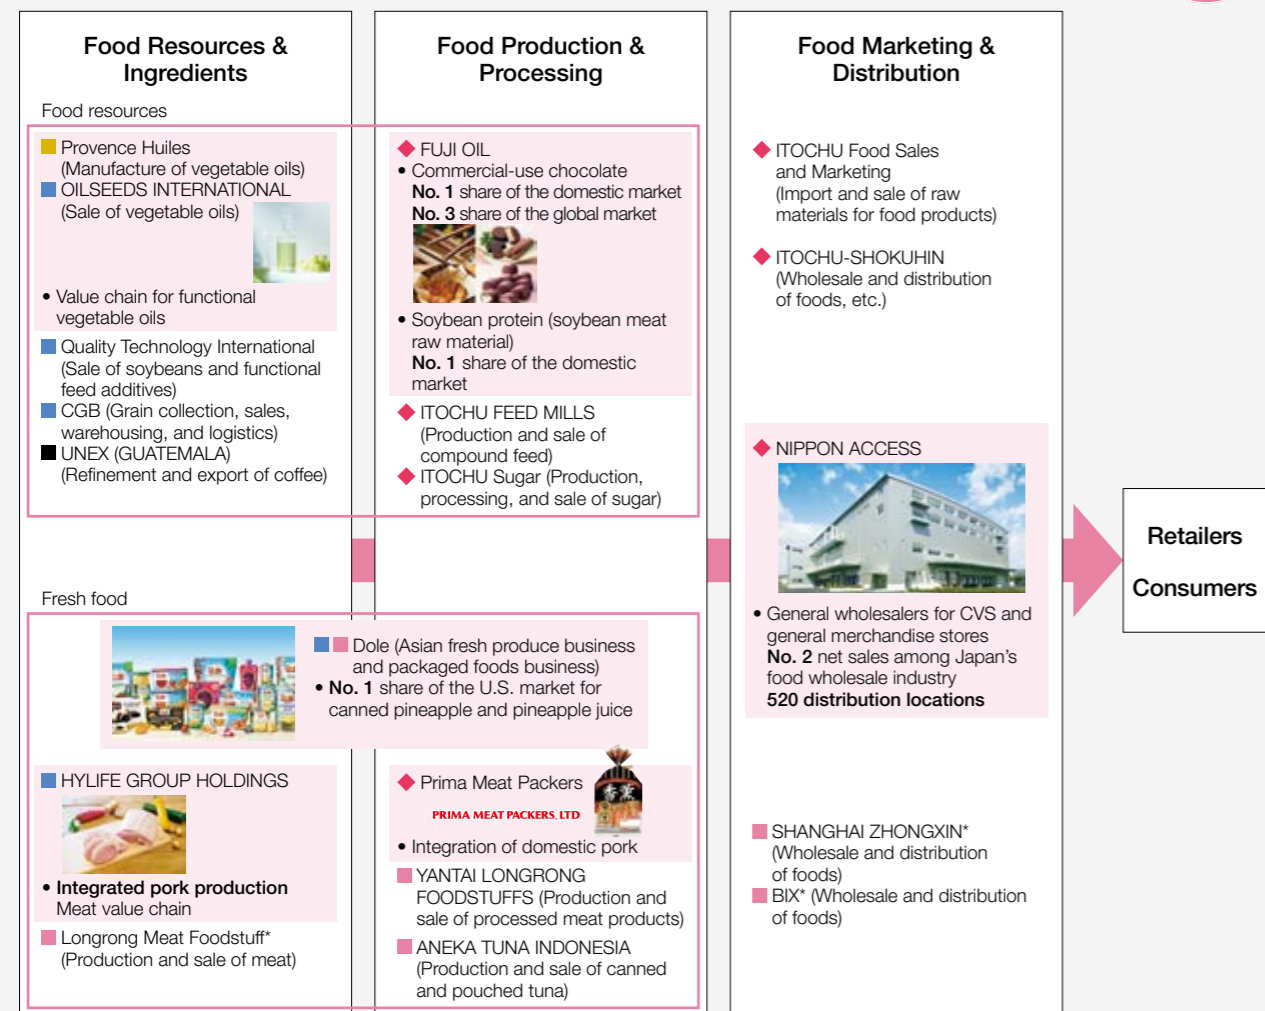 Food Resources &
Ingredients
Food resources
Provence Huiles
(Manufacture of vegetable oils)
OILSEEDS INTERNATIONAL
(Sale of vegetable oils)
• Value chain for functional
vegetable oils
Quality Technology International
(Sale of soybeans and functional
feed additives)
CGB (Grain collection, sales,
warehousing, and logistics)
UNEX (GUATEMALA)
(Refinement and export of coffee)
Food Production &
Processing
FUJI OIL
• Commercial-use chocolate
No. 1 share of the domestic market
No. 3 share of the global market
• Soybean protein (soybean meat
raw material)
No. 1 share of the domestic
market
ITOCHU FEED MILLS
(Production and sale of
compound feed)
ITOCHU Sugar (Production,
processing, and sale of sugar)
Fresh food
Dole (Asian fresh produce business
and packaged foods business)
• No. 1 share of the U.S. market for
canned pineapple and pineapple juice
HYLIFE GROUP HOLDINGS
• Integrated pork production
Meat value chain
Longrong Meat Foodstuff*
(Production and sale of meat)
Prima Meat Packers
PRIMA MEAT PACKERS, LTD.
香薫
• Integration of domestic pork
YANTAI LONGRONG
FOODSTUFFS (Production and
sale of processed meat products)
ANEKA TUNA INDONESIA
(Production and sale of canned
and pouched tuna)
Food Marketing &
Distribution
ITOCHU Food Sales
and Marketing
(Import and sale of raw
materials for food products)
ITOCHU-SHOKUHIN
(Wholesale and distribution
of foods, etc.)
NIPPON ACCESS
• General wholesalers for CVS and
general merchandise stores
No. 2 net sales among Japan's
food wholesale industry
520 distribution locations
SHANGHAI ZHONGXIN*
(Wholesale and distribution
of foods)
BIX* (Wholesale and distribution
of foods)
Retailers
Consumers